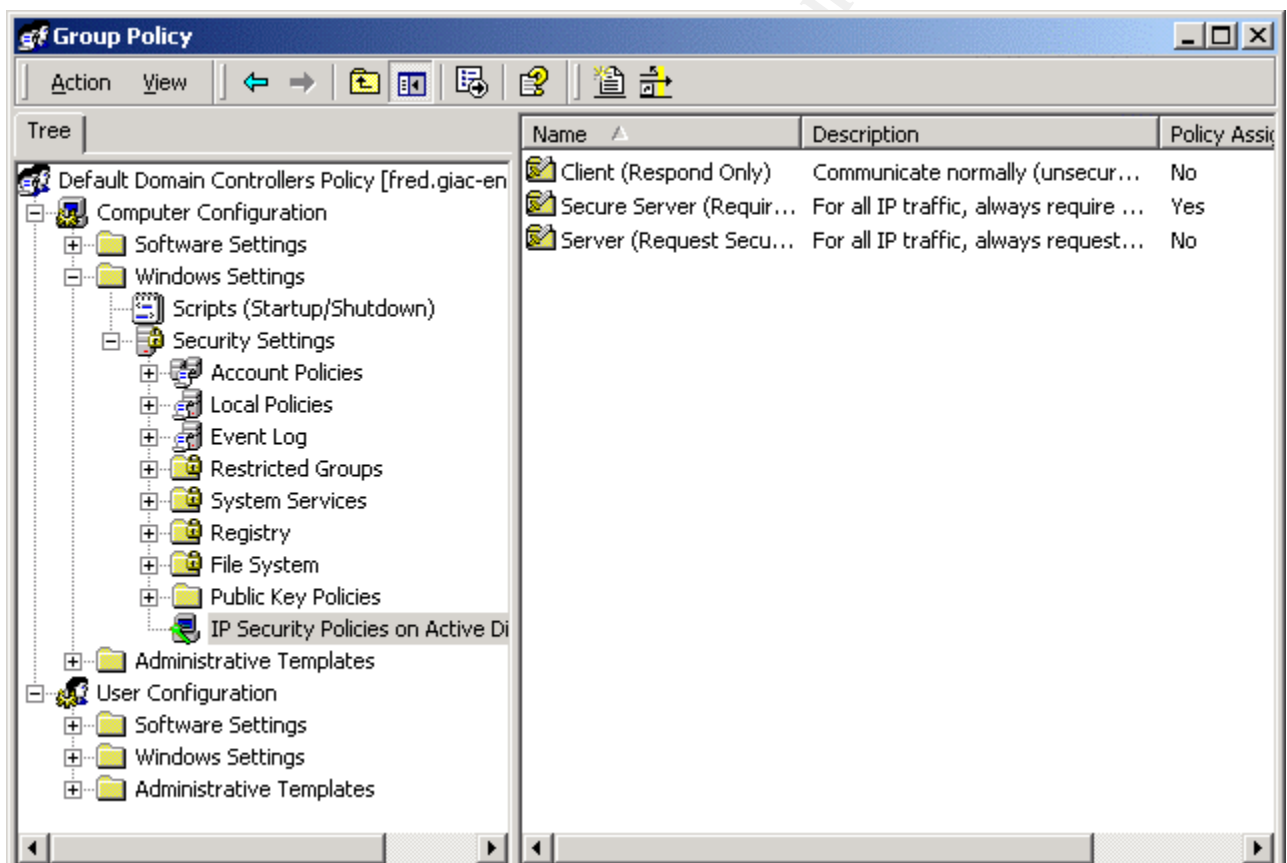 Group Policy
Action View
Tree
Name Description Policy Assig
Default Domain Controllers Policy [fred.giac-en
Computer Configuration
Software Settings
Windows Settings
Scripts (Startup/Shutdown)
Security Settings
Account Policies
Local Policies
Event Log
Restricted Groups
System Services
Registry
File System
Public Key Policies
IP Security Policies on Active Di
Administrative Templates
User Configuration
Software Settings
Windows Settings
Administrative Templates
Client (Respond Only) Communicate normally (unsecur... No
Secure Server (Requir... For all IP traffic, always require ... Yes
Server (Request Secu... For all IP traffic, always request... No